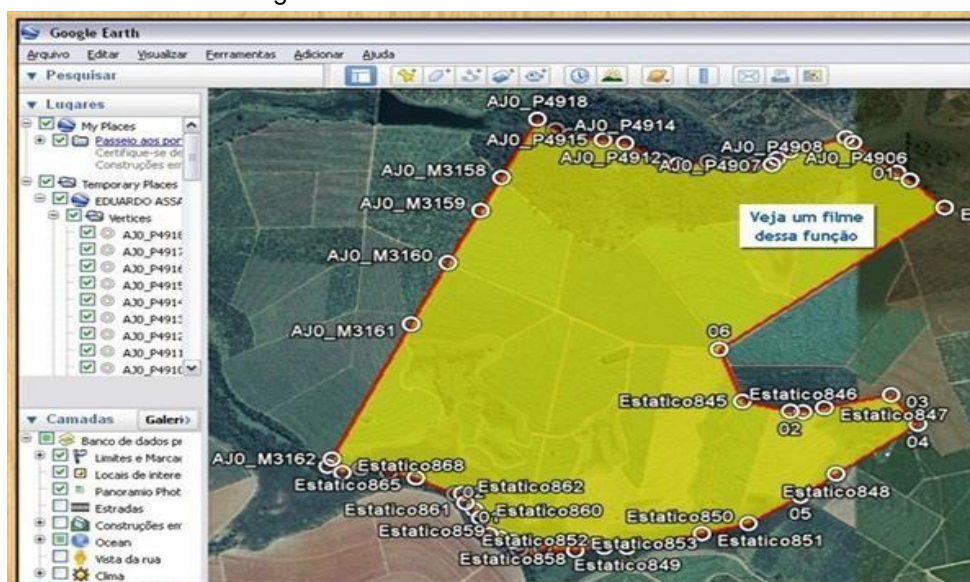 Google Earth
Arquivo Editar Visualizar Ferramentas Adicionar Ajuda
Pesquisar
Lugares
My Places
Passeio aos por
Certifique-se de
Construções em
Temporary Places
EDUARDO ASSA
Vertices
AJ0_P4918
AJ0_P4917
AJ0_P4916
AJ0_P4915
AJ0_P4914
AJ0_P4913
AJ0_P4912
AJ0_P4911
AJ0_P4910
Camadas Galeri
Banco de dados pr
Limites e Marcar
Locais de intere
Panoramio Phot
Estradas
Construções em
Ocean
Vista da rua
Clima
AJ0_P4918
AJ0_P4915 AJ0_P4914
AJ0_P4912 AJ0_P4907 AJ0_P4908
AJ0_P4906
01
AJ0_M3158
AJ0_M3159
Veja um filme
dessa função
AJ0_M3160
AJ0_M3161
06
Estatico845 Estatico846
03
02 Estatico847
04
AJ0_M3162
Estatico868
Estatico865 Estatico862
02
Estatico848
Estatico861 Estatico860
01
05
Estatico859 Estatico850
Estatico852 Estatico853 Estatico851
Estatico858 Estatico849